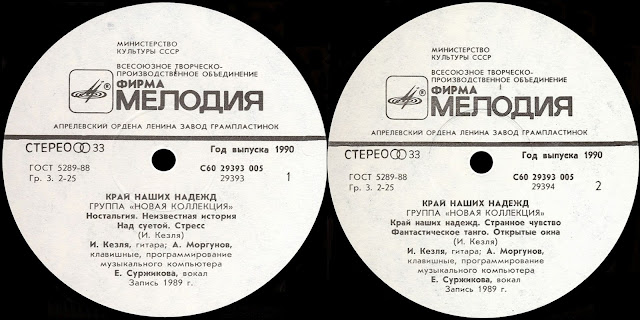 МИНИСТЕРСТВО
КУЛЬТУРЫ СССР
ВСЕСОЮЗНОЕ ТВОРЧЕСКО-
ПРОИЗВОДСТВЕННОЕ ОБЪЕДИНЕНИЕ
ФИРМА
МЕЛОДИЯ
АПРЕЛЕВСКИЙ ОРДЕНА ЛЕНИНА ЗАВОД ГРАМПЛАСТИНОК
СТЕРЕО 33 Год выпуска 1990
ГОСТ 5289-88 С60 29393 005
Гр. 3. 2-25 29393 1
КРАЙ НАШИХ НАДЕЖД
ГРУППА «НОВАЯ КОЛЛЕКЦИЯ»
Ностальгия. Неизвестная история
Над суетой. Стресс
(И. Кезля)
И. Кезля, гитара; А. Моргунов,
клавишные, программирование
музыкального компьютера
Е. Суржикова, вокал
Запись 1989 г.
МИНИСТЕРСТВО
КУЛЬТУРЫ СССР
ВСЕСОЮЗНОЕ ТВОРЧЕСКО-
ПРОИЗВОДСТВЕННОЕ ОБЪЕДИНЕНИЕ
ФИРМА
МЕЛОДИЯ
АПРЕЛЕВСКИЙ ОРДЕНА ЛЕНИНА ЗАВОД ГРАМПЛАСТИНОК
СТЕРЕО 33 Год выпуска 1990
ГОСТ 5289-88 С60 29393 005
Гр. 3. 2-25 29394 2
КРАЙ НАШИХ НАДЕЖД
ГРУППА «НОВАЯ КОЛЛЕКЦИЯ»
Край наших надежд. Странное чувство
Фантастическое танго. Открытые окна
(И. Кезля)
И. Кезля, гитара; А. Моргунов,
клавишные, программирование
музыкального компьютера
Е. Суржикова, вокал
Запись 1989 г.